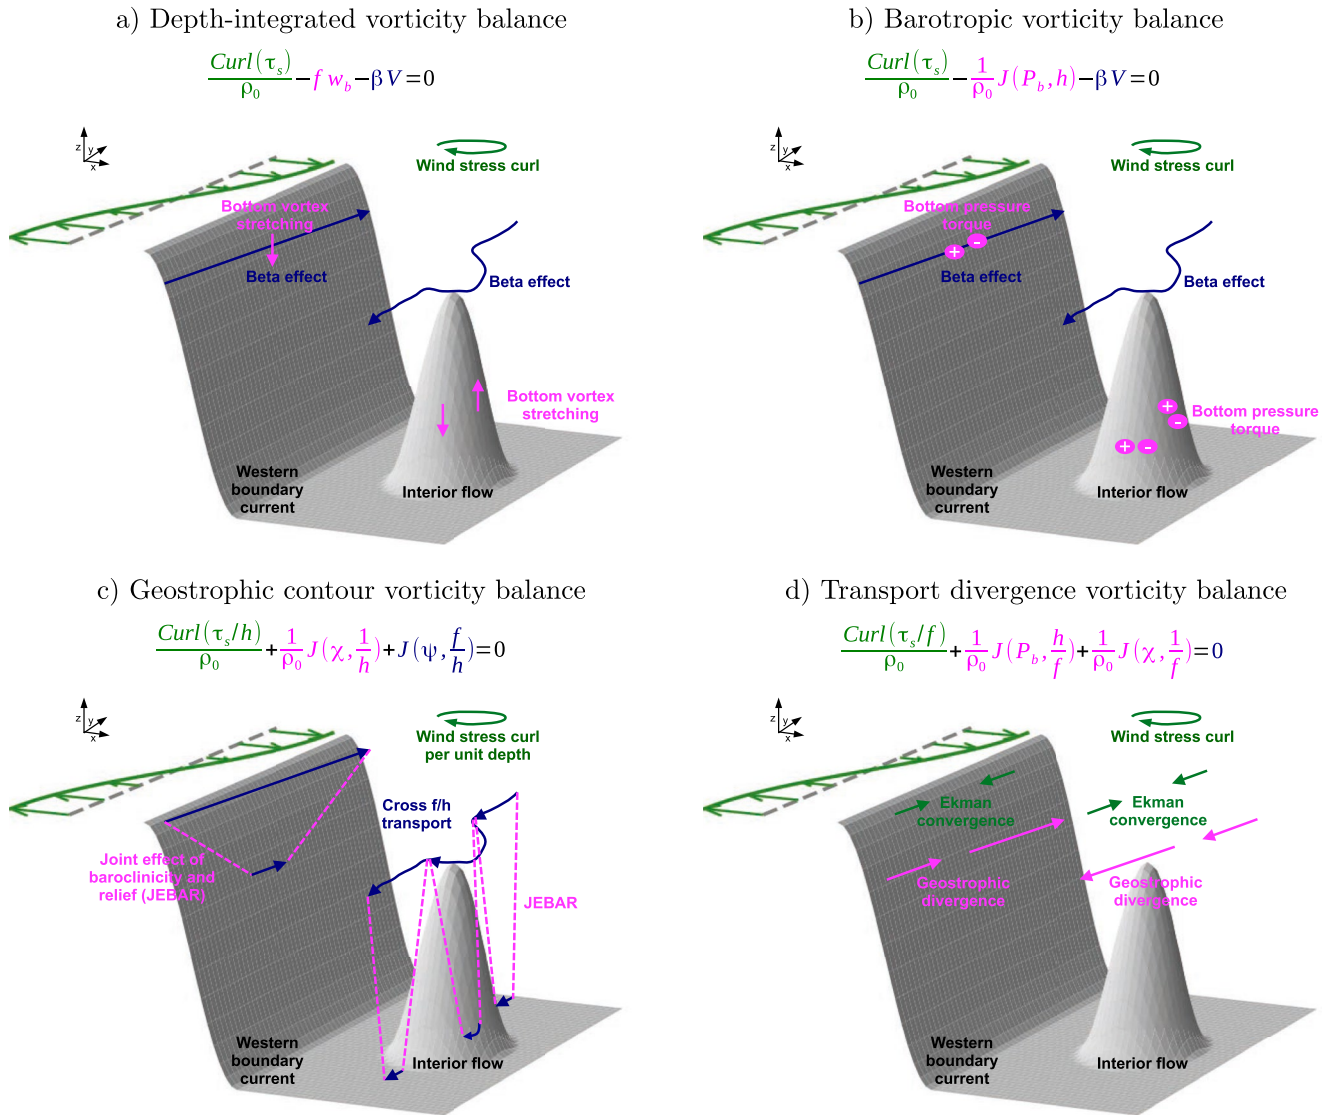 a) Depth-integrated vorticity balance
Curl(τₛ)/ρ₀ − f w_b − βV=0
z
y
x
Wind stress curl
Bottom vortex
stretching
Beta effect
Beta effect
Bottom vortex
stretching
Western
boundary
current
Interior flow
b) Barotropic vorticity balance
Curl(τₛ)/ρ₀ − 1/ρ₀ J(P_b, h) − βV=0
z
y
x
Wind stress curl
Bottom pressure
torque
+
-
Beta effect
Beta effect
+
-
+
-
Bottom pressure
torque
Western
boundary
current
Interior flow
c) Geostrophic contour vorticity balance
Curl(τₛ/h)/ρ₀ + 1/ρ₀ J(χ, 1/h) + J(ψ, f/h)=0
z
y
x
Wind stress curl
per unit depth
Cross f/h
transport
Joint effect of
baroclinicity and
relief (JEBAR)
JEBAR
Western
boundary
current
Interior flow
d) Transport divergence vorticity balance
Curl(τₛ/f)/ρ₀ + 1/ρ₀ J(P_b, h/f) + 1/ρ₀ J(χ, 1/f)=0
z
y
x
Wind stress curl
Ekman
convergence
Ekman
convergence
Geostrophic
divergence
Geostrophic
divergence
Western
boundary
current
Interior flow